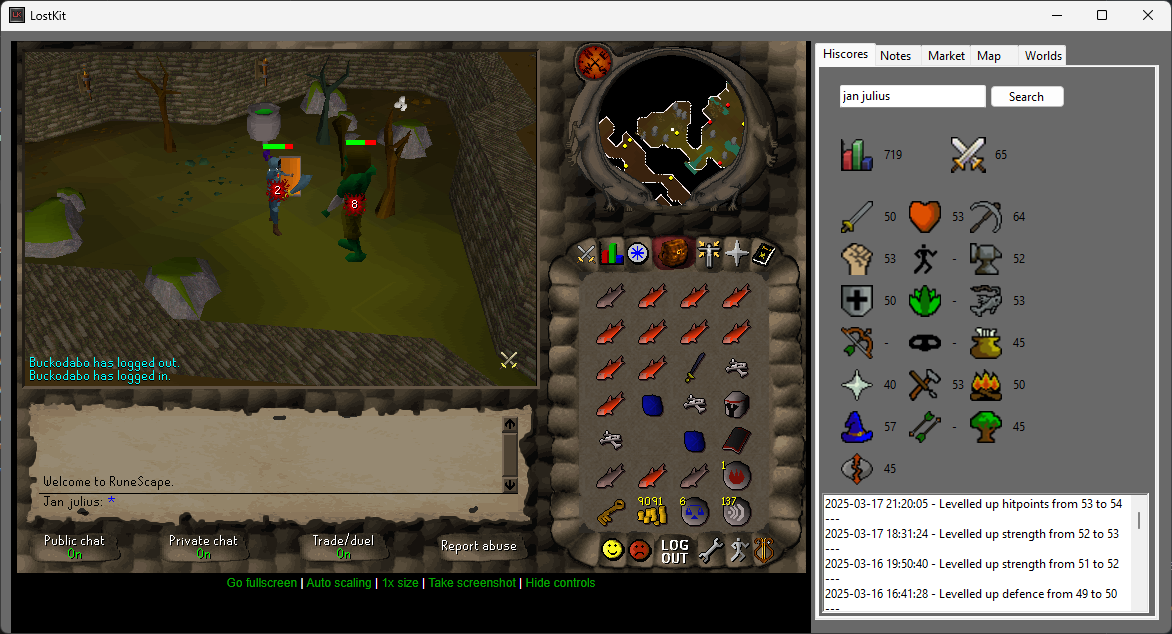 LostKit
Hiscores Notes Market Map Worlds
jan julius Search
719 65
50 53 64
53 - 52
50 - 53
- - 45
40 53 50
57 - 45
45
2025-03-17 21:20:05 - Levelled up hitpoints from 53 to 54
---
2025-03-17 18:31:24 - Levelled up strength from 52 to 53
---
2025-03-16 19:50:40 - Levelled up strength from 51 to 52
---
2025-03-16 16:41:28 - Levelled up defence from 49 to 50
---
2
8
Buckodabo has logged out.
Buckodabo has logged in.
Welcome to RuneScape.
Jan julius: *
Public chat
On
Private chat
On
Trade/duel
On
Report abuse
1
9091 6 137
LOG
OUT
Go fullscreen | Auto scaling | 1x size | Take screenshot | Hide controls